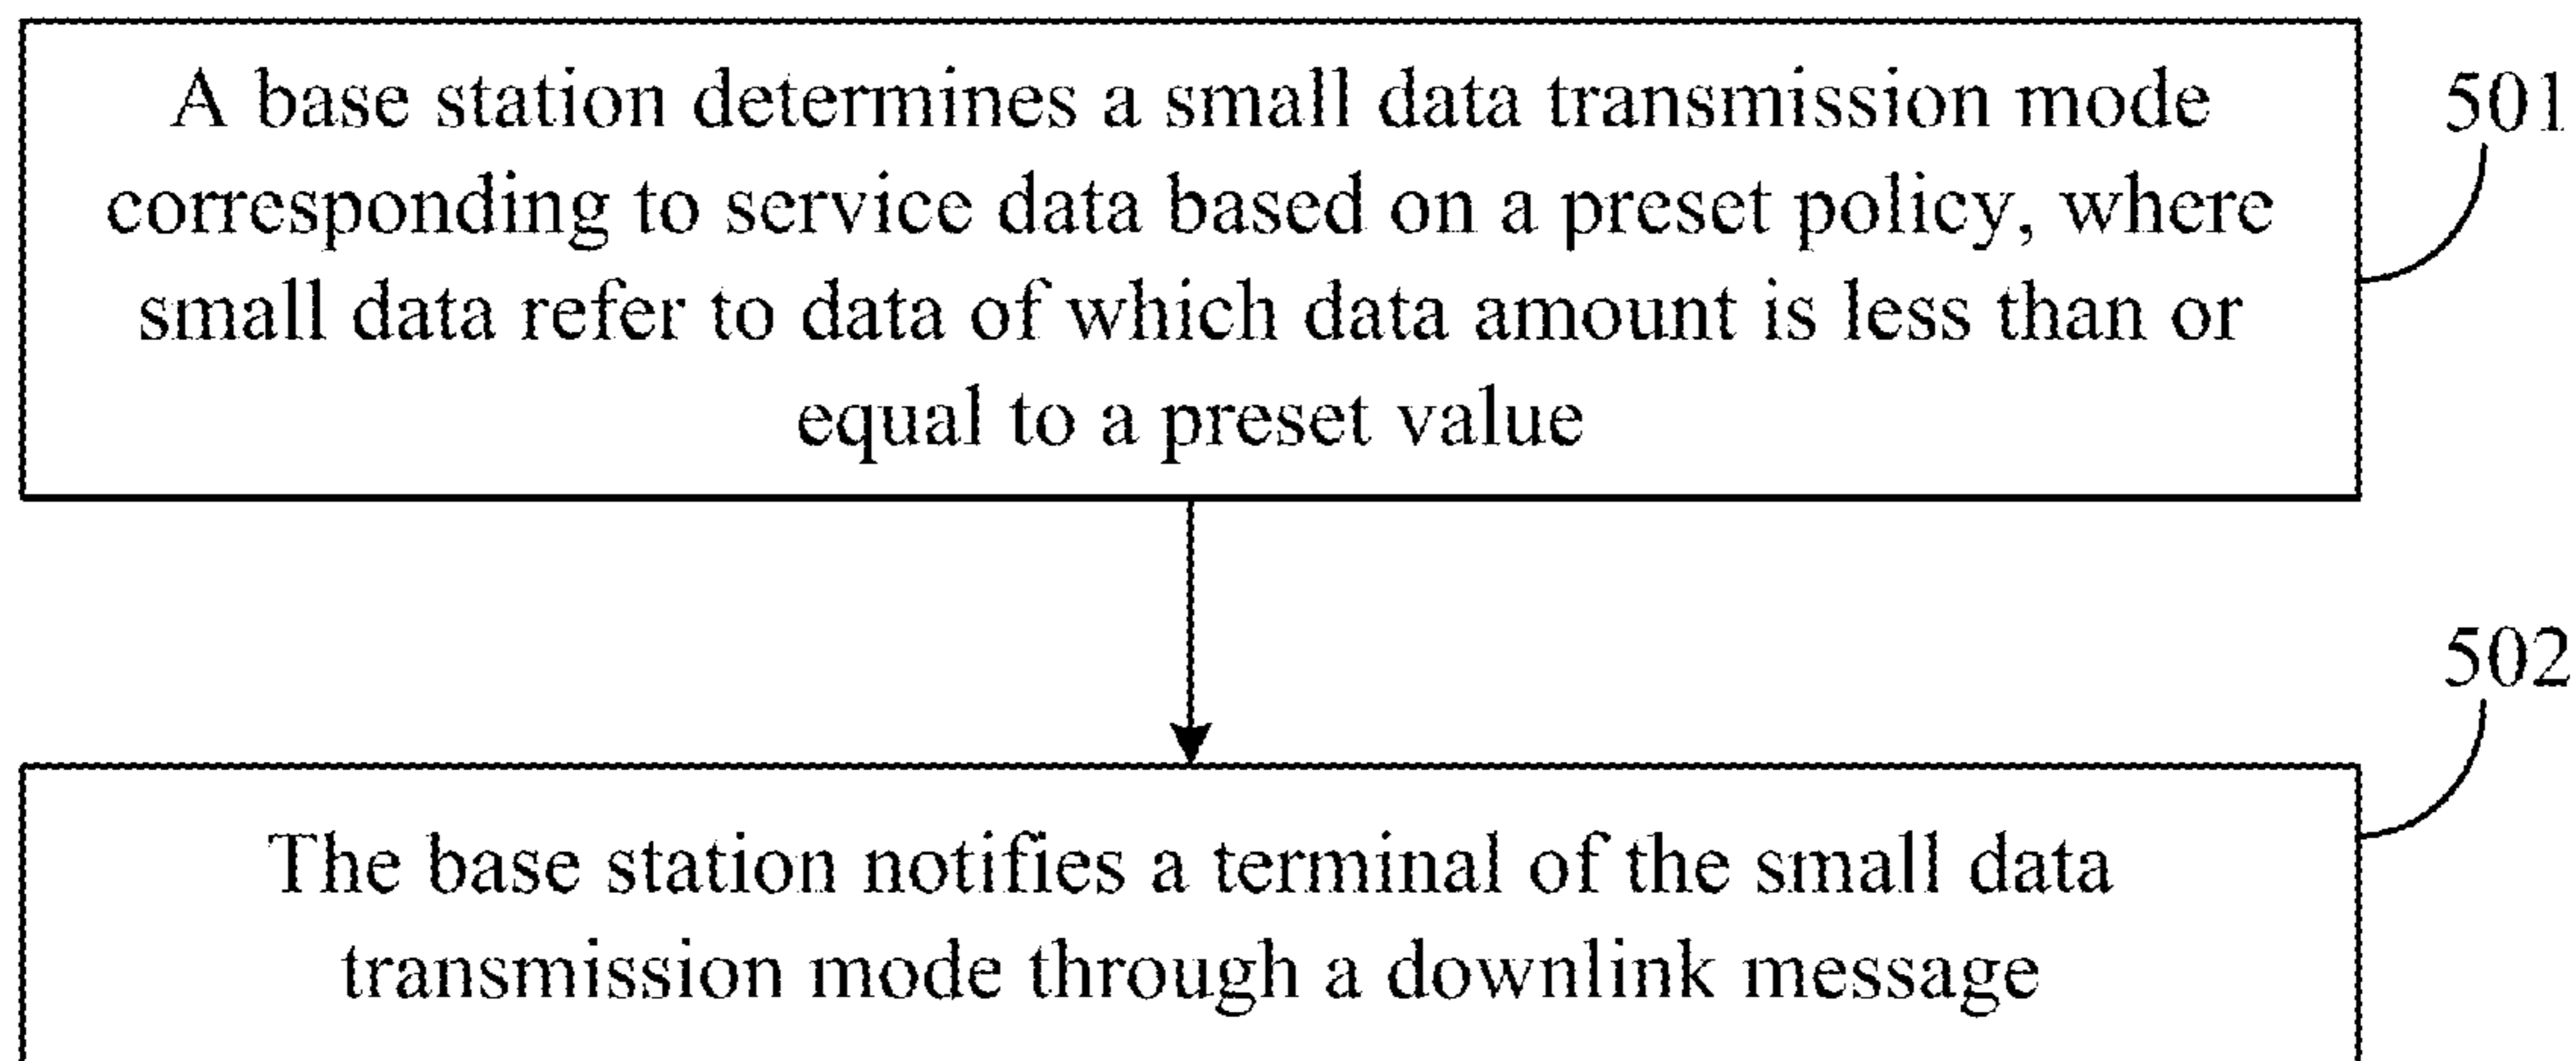 A base station determines a small data transmission mode
corresponding to service data based on a preset policy, where
small data refer to data of which data amount is less than or
equal to a preset value
501
502
The base station notifies a terminal of the small data
transmission mode through a downlink message